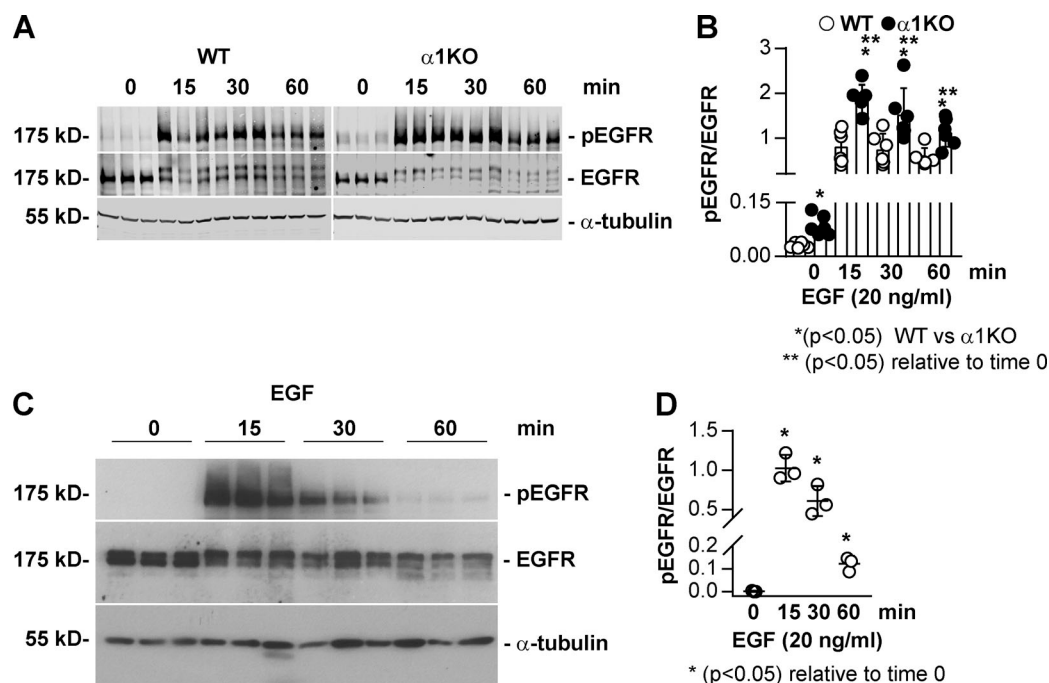 A
WT α1KO
0 15 30 60 0 15 30 60 min
175 kD- - pEGFR
175 kD- - EGFR
55 kD- - α-tubulin
B
WT α1KO
pEGFR/EGFR
3
2
1
0.15
0.00
* ** * ** * ** *
0 15 30 60 min
EGF (20 ng/ml)
*(p<0.05) WT vs α1KO
** (p<0.05) relative to time 0
C
EGF
0 15 30 60 min
175 kD- - pEGFR
175 kD- - EGFR
55 kD- - α-tubulin
D
pEGFR/EGFR
1.5
1.0
0.5
0.2
0.1
0.0
* * *
0 15 30 60 min
EGF (20 ng/ml)
* (p<0.05) relative to time 0